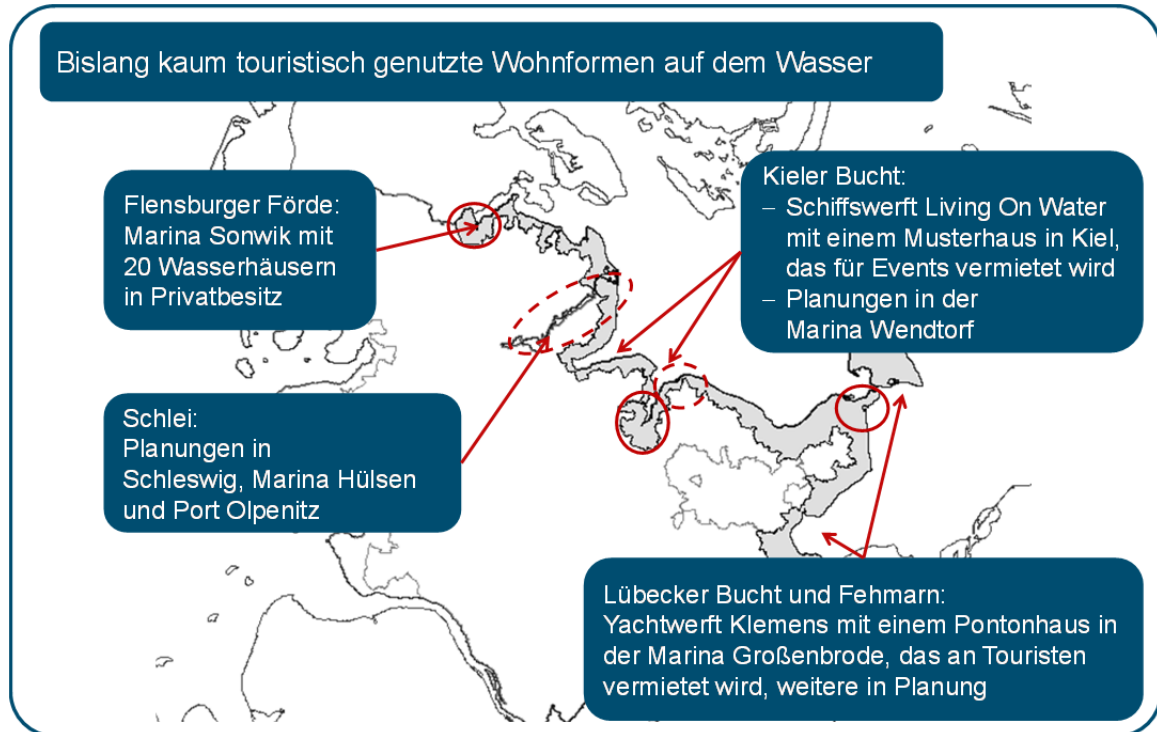 Bislang kaum touristisch genutzte Wohnformen auf dem Wasser
Flensburger Förde:
Marina Sonwik mit
20 Wasserhäusern
in Privatbesitz
Kieler Bucht:
– Schiffswerft Living On Water
mit einem Musterhaus in Kiel,
das für Events vermietet wird
– Planungen in der
Marina Wendtorf
Schlei:
Planungen in
Schleswig, Marina Hülsen
und Port Olpenitz
Lübecker Bucht und Fehmarn:
Yachtwerft Klemens mit einem Pontonhaus in
der Marina Großenbrode, das an Touristen
vermietet wird, weitere in Planung